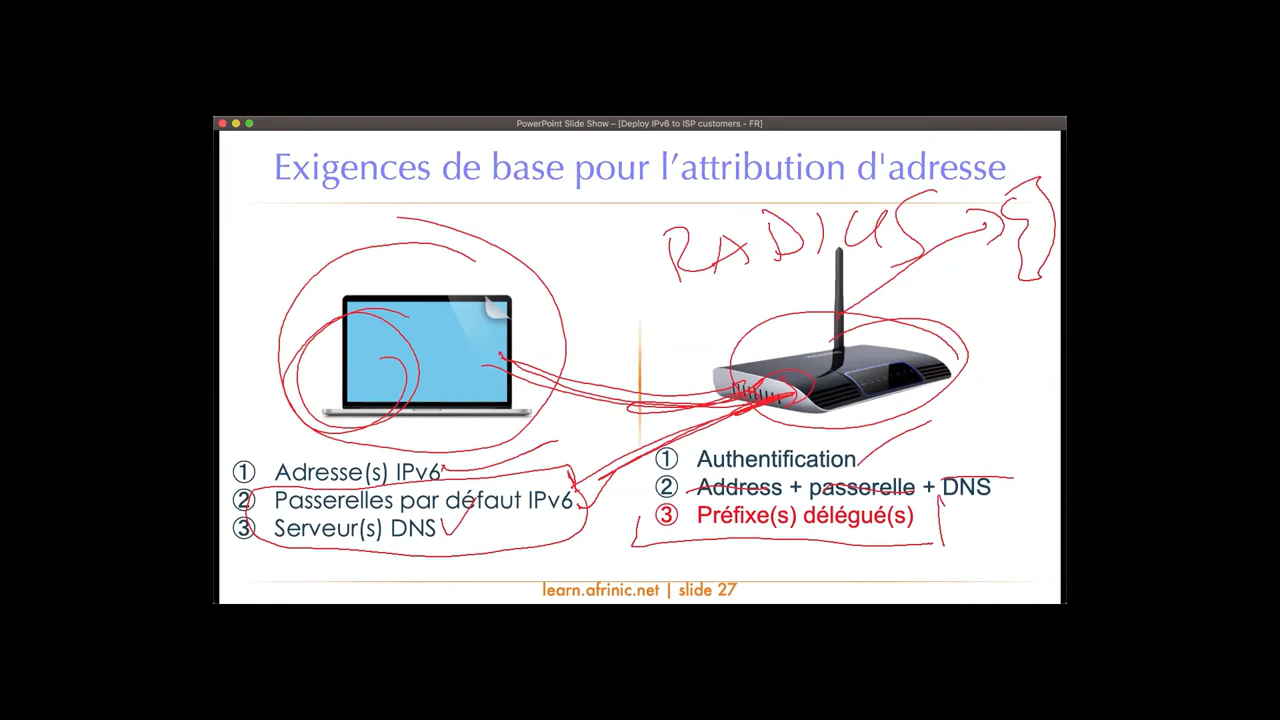 PowerPoint Slide Show – [Deploy IPv6 to ISP customers - FR]
Exigences de base pour l’attribution d'adresse
RADIUS
① Adresse(s) IPv6
② Passerelles par défaut IPv6
③ Serveur(s) DNS
① Authentification
② Address + passerelle + DNS
③ Préfixe(s) délégué(s)
learn.afrinic.net | slide 27